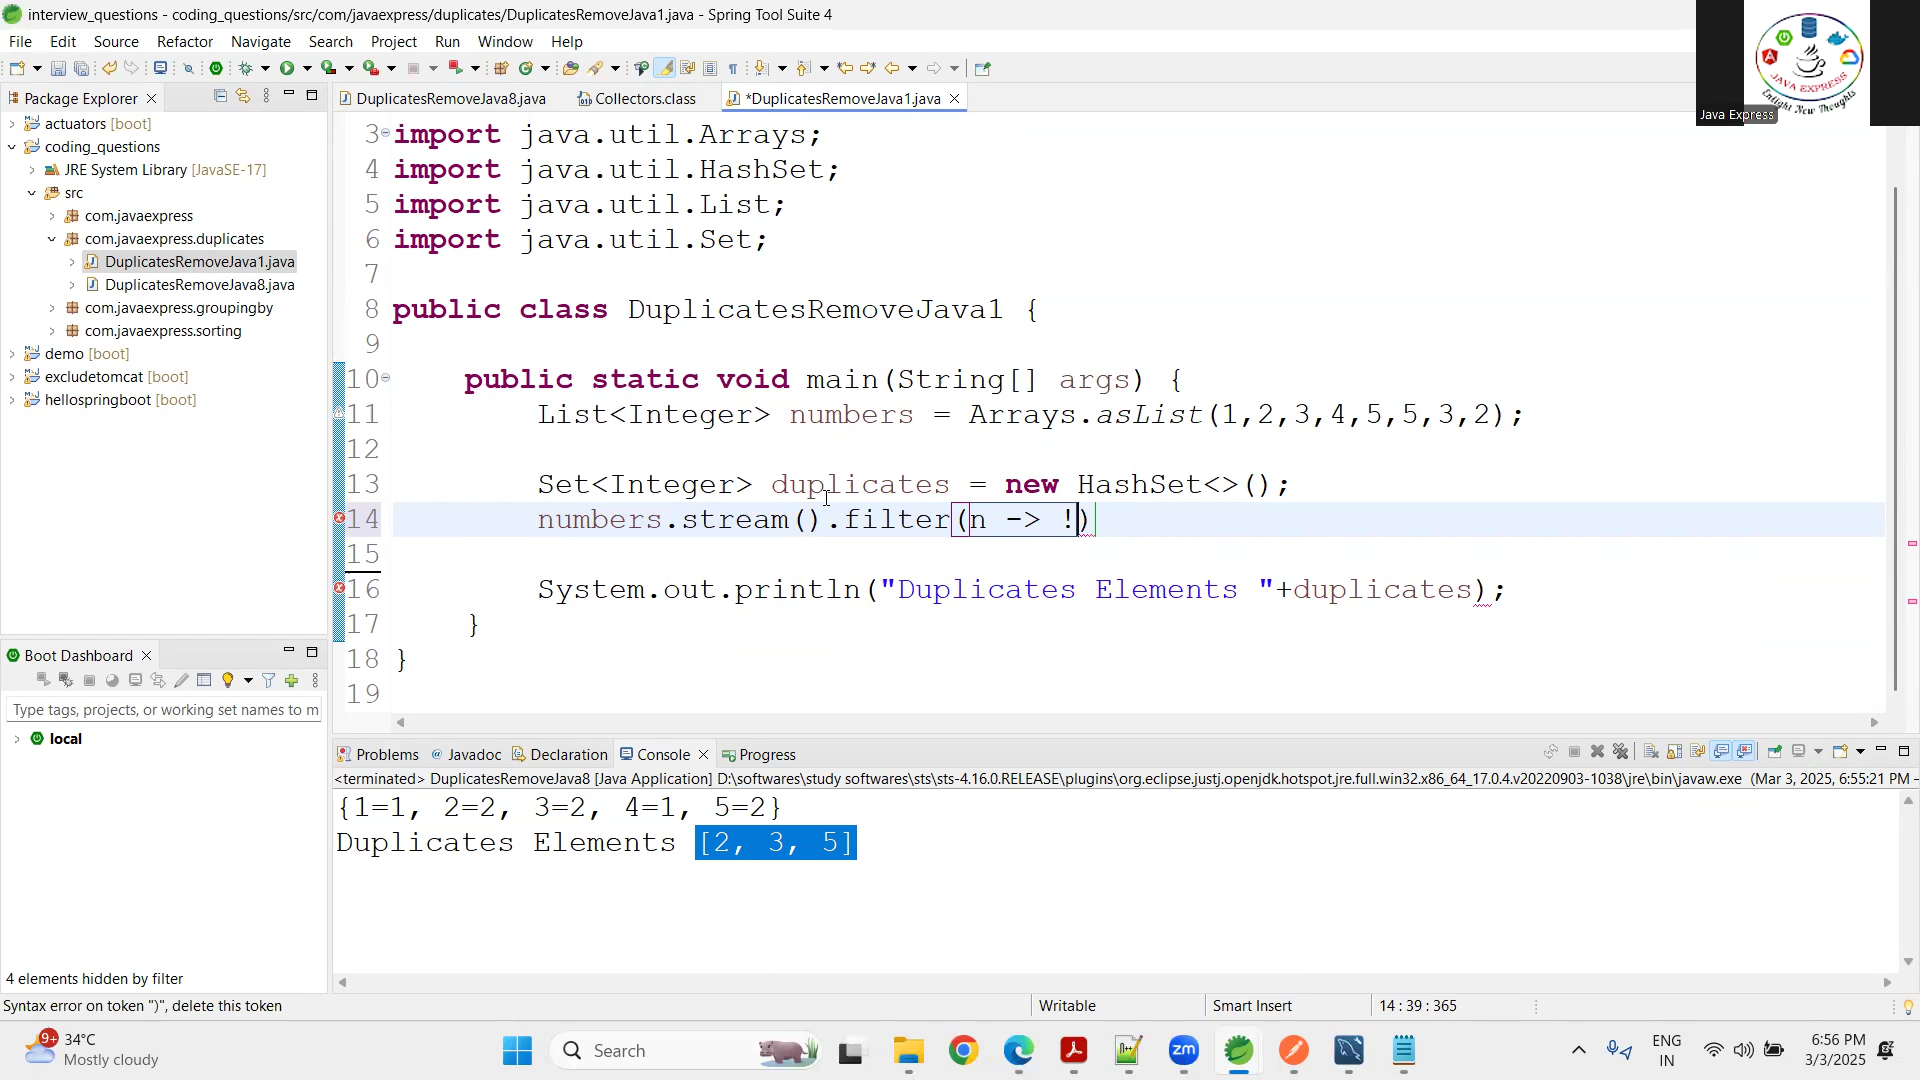 interview_questions - coding_questions/src/com/javaexpress/duplicates/DuplicatesRemoveJava1.java - Spring Tool Suite 4
File Edit Source Refactor Navigate Search Project Run Window Help
JAVA EXPRESS
Enlight New Thoughts
Java Express
Package Explorer
DuplicatesRemoveJava8.java Collectors.class *DuplicatesRemoveJava1.java
actuators [boot]
coding_questions
JRE System Library [JavaSE-17]
src
com.javaexpress
com.javaexpress.duplicates
DuplicatesRemoveJava1.java
DuplicatesRemoveJava8.java
com.javaexpress.groupingby
com.javaexpress.sorting
demo [boot]
excludetomcat [boot]
hellospringboot [boot]
3 import java.util.Arrays;
4 import java.util.HashSet;
5 import java.util.List;
6 import java.util.Set;
7
8 public class DuplicatesRemoveJava1 {
9
10 public static void main(String[] args) {
11 List<Integer> numbers = Arrays.asList(1,2,3,4,5,5,3,2);
12
13 Set<Integer> duplicates = new HashSet<>();
14 numbers.stream().filter(n -> !)
15
16 System.out.println("Duplicates Elements "+duplicates);
17 }
18 }
19
Boot Dashboard
Type tags, projects, or working set names to m
local
4 elements hidden by filter
Problems Javadoc Declaration Console Progress
<terminated> DuplicatesRemoveJava8 [Java Application] D:\softwares\study softwares\sts\sts-4.16.0.RELEASE\plugins\org.eclipse.justj.openjdk.hotspot.jre.full.win32.x86_64_17.0.4.v20220903-1038\jre\bin\javaw.exe (Mar 3, 2025, 6:55:21 PM –
{1=1, 2=2, 3=2, 4=1, 5=2}
Duplicates Elements [2, 3, 5]
Syntax error on token ")", delete this token
Writable
Smart Insert
14 : 39 : 365
9+
34°C
Mostly cloudy
Search
zm
ENG
IN
6:56 PM
3/3/2025